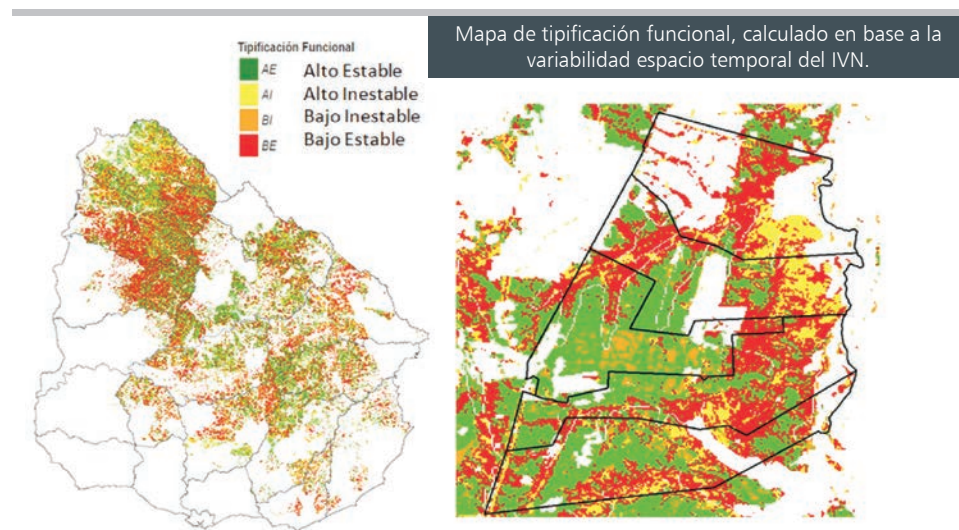 Mapa de tipificación funcional, calculado en base a la
variabilidad espacio temporal del IVN.
Tipificación Funcional
AE Alto Estable
AI Alto Inestable
BI Bajo Inestable
BE Bajo Estable